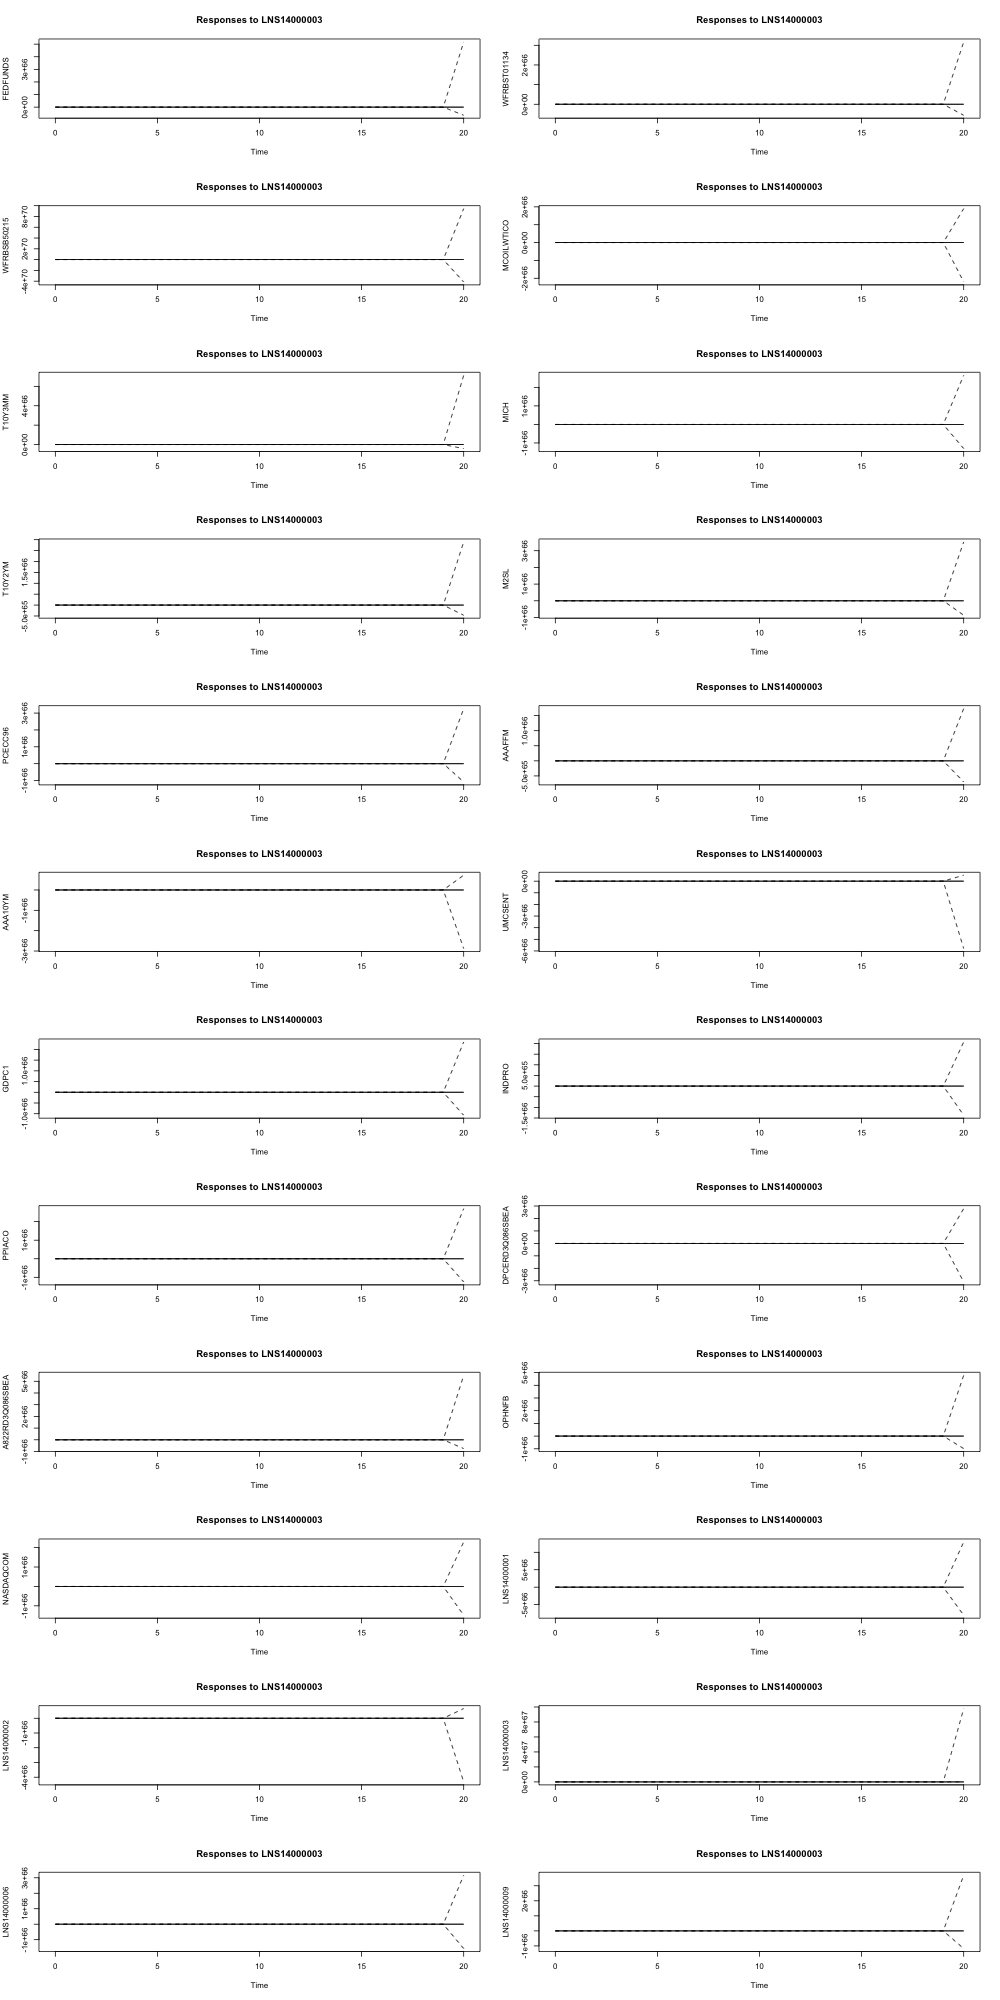 Responses to LNS14000003
FEDFUNDS
0e+00 3e+66
0 5 10 15 20
Time
Responses to LNS14000003
WFRBST01134
0e+00 2e+66
0 5 10 15 20
Time
Responses to LNS14000003
WFRBSB50215
-4e+70 2e+70 8e+70
0 5 10 15 20
Time
Responses to LNS14000003
MCOILWTICO
-2e+66 0e+00 2e+66
0 5 10 15 20
Time
Responses to LNS14000003
T10Y3MM
0e+00 4e+66
0 5 10 15 20
Time
Responses to LNS14000003
MICH
-1e+66 1e+66
0 5 10 15 20
Time
Responses to LNS14000003
T10Y2YM
-5.0e+65 1.5e+66
0 5 10 15 20
Time
Responses to LNS14000003
M2SL
-1e+66 1e+66 3e+66
0 5 10 15 20
Time
Responses to LNS14000003
PCECC96
-1e+66 1e+66 3e+66
0 5 10 15 20
Time
Responses to LNS14000003
AAAFFM
-5.0e+65 1.0e+66
0 5 10 15 20
Time
Responses to LNS14000003
AAA10YM
-3e+66 -1e+66
0 5 10 15 20
Time
Responses to LNS14000003
UMCSENT
-6e+66 -3e+66 0e+00
0 5 10 15 20
Time
Responses to LNS14000003
GDPC1
-1.0e+66 1.0e+66
0 5 10 15 20
Time
Responses to LNS14000003
INDPRO
-1.5e+66 5.0e+65
0 5 10 15 20
Time
Responses to LNS14000003
PPIACO
-1e+66 1e+66
0 5 10 15 20
Time
Responses to LNS14000003
DPCERD3Q086SBEA
-3e+66 0e+00 3e+66
0 5 10 15 20
Time
Responses to LNS14000003
A822RD3Q086SBEA
-1e+66 2e+66 5e+66
0 5 10 15 20
Time
Responses to LNS14000003
OPHNFB
-1e+66 2e+66 5e+66
0 5 10 15 20
Time
Responses to LNS14000003
NASDAQCOM
-1e+66 1e+66
0 5 10 15 20
Time
Responses to LNS14000003
LNS14000001
-5e+66 5e+66
0 5 10 15 20
Time
Responses to LNS14000003
LNS14000002
-4e+66 -1e+66
0 5 10 15 20
Time
Responses to LNS14000003
LNS14000003
0e+00 4e+67 8e+67
0 5 10 15 20
Time
Responses to LNS14000003
LNS14000006
-1e+66 1e+66 3e+66
0 5 10 15 20
Time
Responses to LNS14000003
LNS14000009
-1e+66 2e+66
0 5 10 15 20
Time